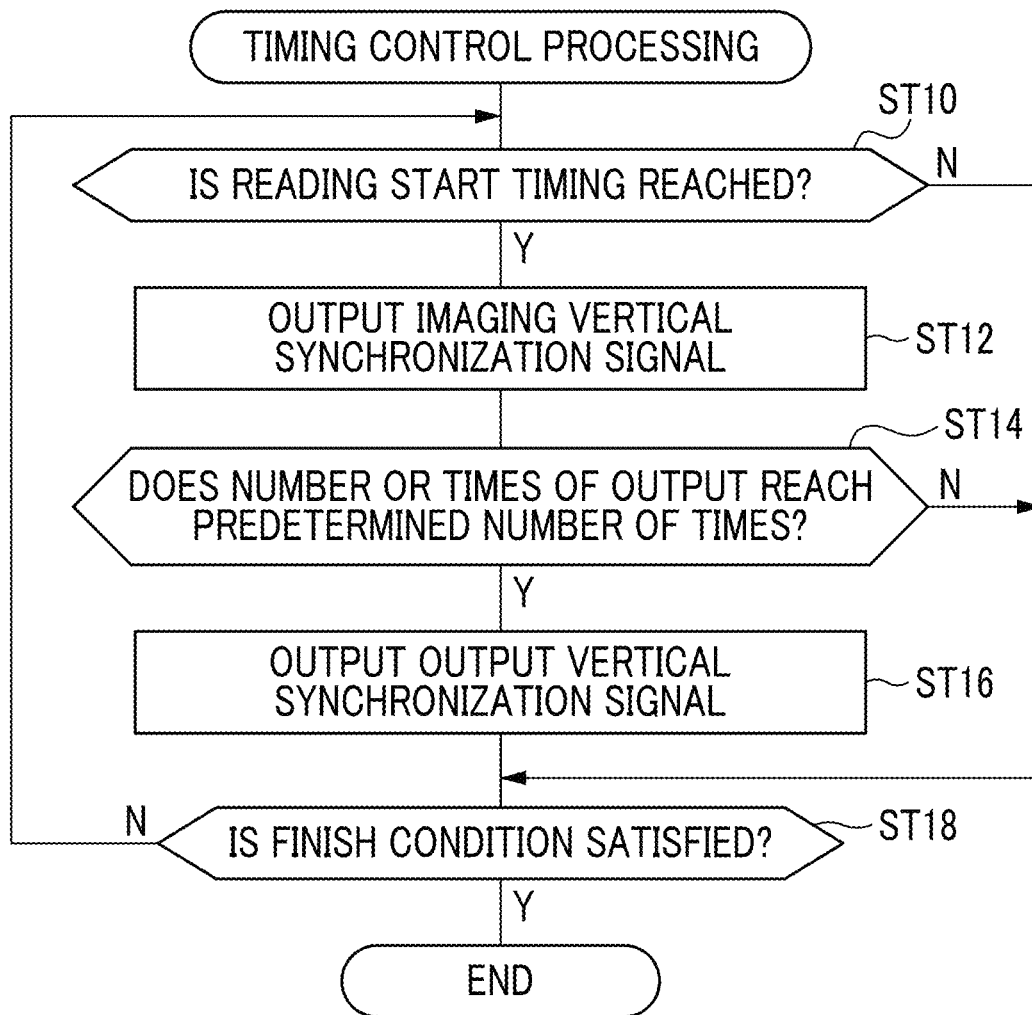 TIMING CONTROL PROCESSING
ST10
IS READING START TIMING REACHED?
N
Y
OUTPUT IMAGING VERTICAL
SYNCHRONIZATION SIGNAL
ST12
ST14
DOES NUMBER OR TIMES OF OUTPUT REACH
PREDETERMINED NUMBER OF TIMES?
N
Y
OUTPUT OUTPUT VERTICAL
SYNCHRONIZATION SIGNAL
ST16
N
IS FINISH CONDITION SATISFIED?
ST18
Y
END